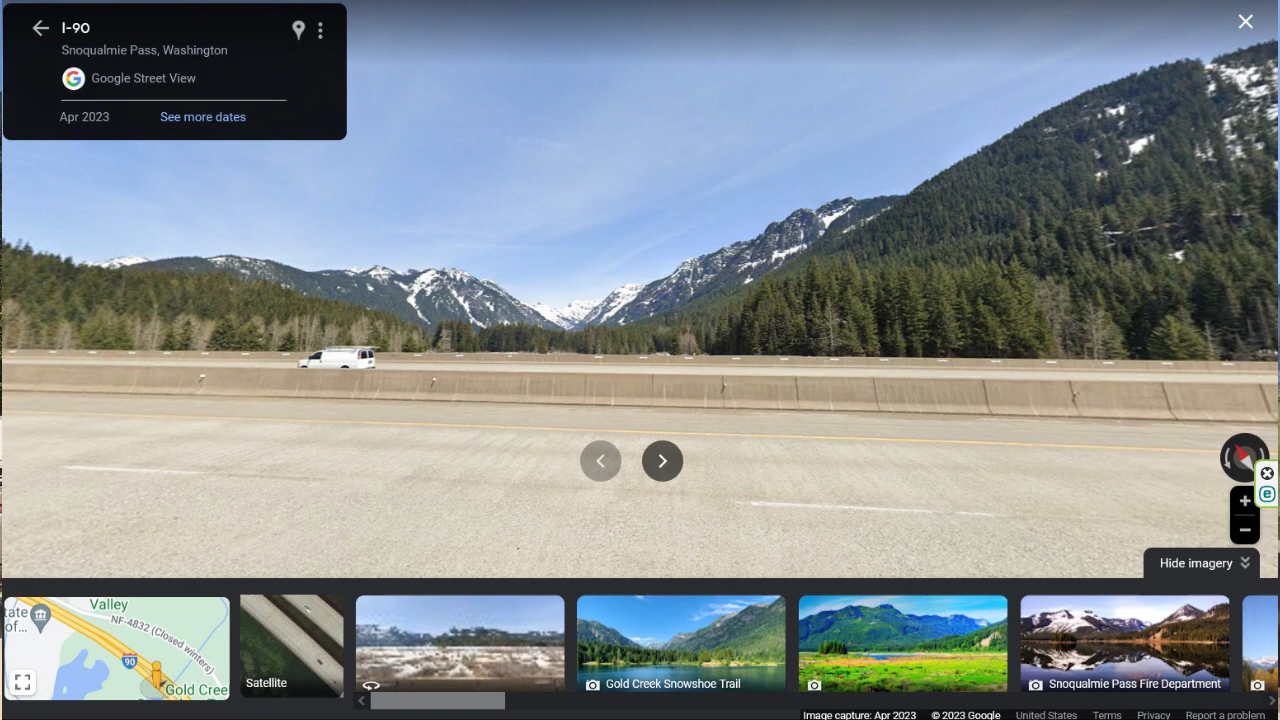 I-90
Snoqualmie Pass, Washington
Google Street View
Apr 2023
See more dates
Hide imagery
Valley
NF-4832 (Closed winters)
tate
of...
90
Gold Cree
Satellite
Gold Creek Snowshoe Trail
Snoqualmie Pass Fire Department
Image capture: Apr 2023 © 2023 Google United States Terms Privacy Report a problem